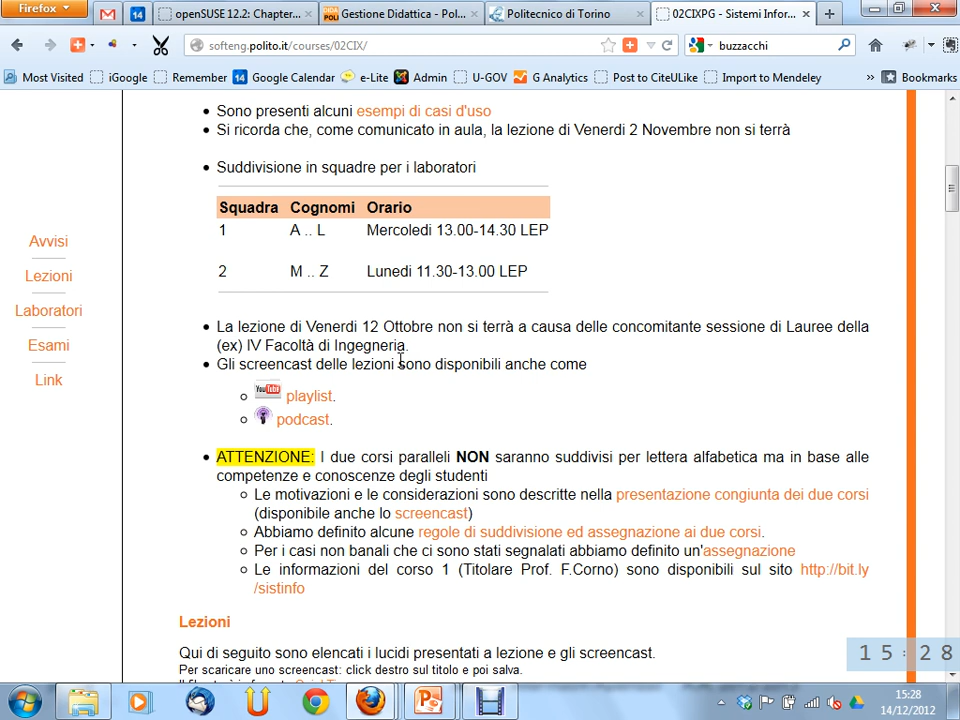 Firefox
openSUSE 12.2: Chapter...
Gestione Didattica - Pol...
Politecnico di Torino
02CIXPG - Sistemi Infor...
softeng.polito.it/courses/02CIX/
buzzacchi
Most Visited iGoogle Remember 14 Google Calendar e-Lite Admin U-GOV G Analytics Post to CiteULike Import to Mendeley » Bookmarks
Sono presenti alcuni esempi di casi d'uso
Si ricorda che, come comunicato in aula, la lezione di Venerdi 2 Novembre non si terrà
Suddivisione in squadre per i laboratori
Squadra Cognomi Orario
1 A .. L Mercoledi 13.00-14.30 LEP
2 M .. Z Lunedi 11.30-13.00 LEP
Avvisi
Lezioni
Laboratori
Esami
Link
La lezione di Venerdi 12 Ottobre non si terrà a causa delle concomitante sessione di Lauree della
(ex) IV Facoltà di Ingegneria.
Gli screencast delle lezioni sono disponibili anche come
YouTube playlist.
podcast.
ATTENZIONE: I due corsi paralleli NON saranno suddivisi per lettera alfabetica ma in base alle
competenze e conoscenze degli studenti
Le motivazioni e le considerazioni sono descritte nella presentazione congiunta dei due corsi
(disponibile anche lo screencast)
Abbiamo definito alcune regole di suddivisione ed assegnazione ai due corsi.
Per i casi non banali che ci sono stati segnalati abbiamo definito un'assegnazione
Le informazioni del corso 1 (Titolare Prof. F.Corno) sono disponibili sul sito http://bit.ly
/sistinfo
Lezioni
Qui di seguito sono elencati i lucidi presentati a lezione e gli screencast.
Per scaricare uno screencast: click destro sul titolo e poi salva.
15:28
15:28
14/12/2012